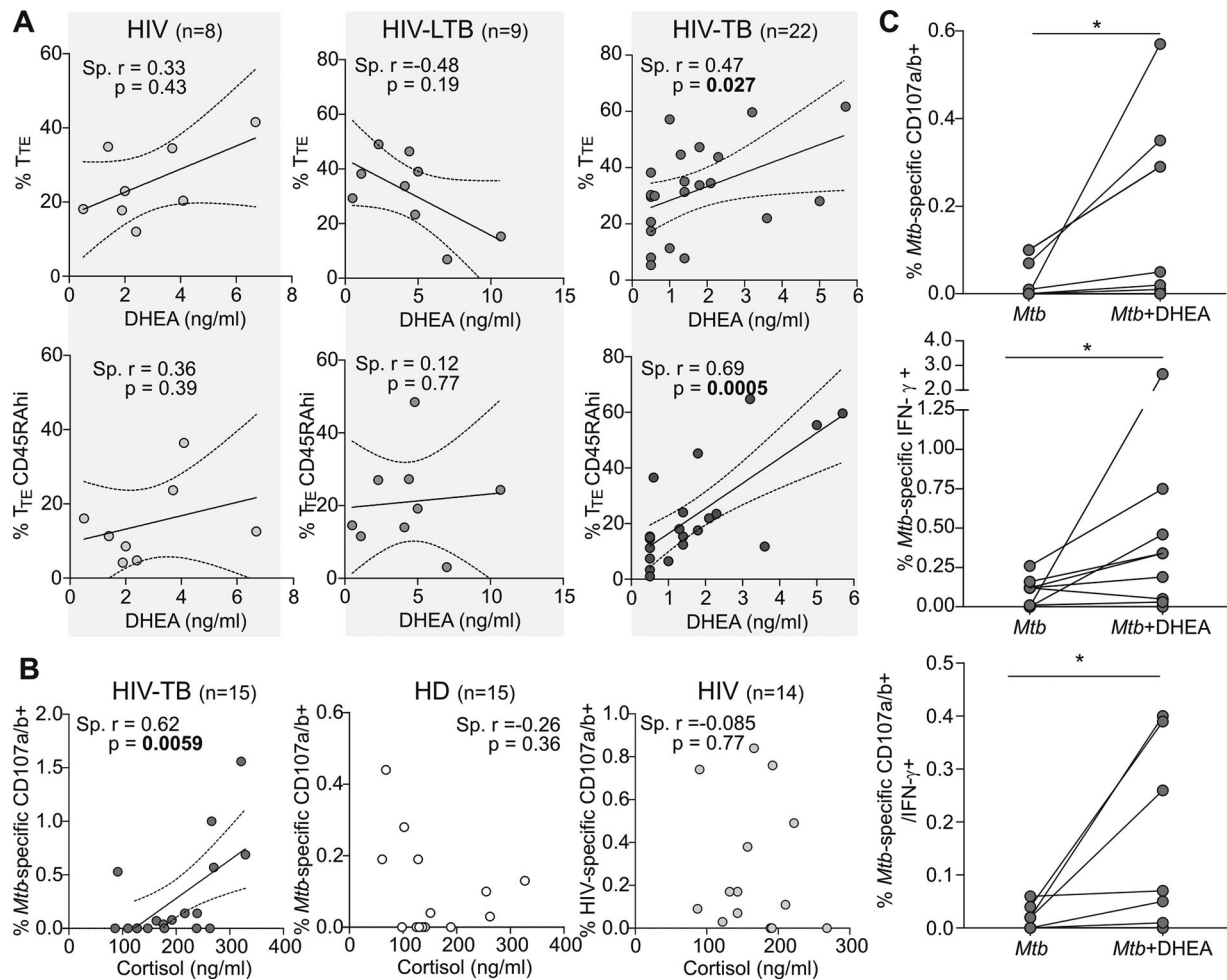 A
HIV (n=8)
Sp. r = 0.33
p = 0.43
% TTE
60
40
20
0
0 2 4 6 8
DHEA (ng/ml)
HIV-LTB (n=9)
Sp. r =-0.48
p = 0.19
80
60
40
20
0
0 5 10 15
DHEA (ng/ml)
HIV-TB (n=22)
Sp. r = 0.47
p = 0.027
% TTE
100
80
60
40
20
0
0 1 2 3 4 5 6
DHEA (ng/ml)
Sp. r = 0.36
p = 0.39
% TTE CD45RAhi
60
40
20
0
0 2 4 6 8
DHEA (ng/ml)
Sp. r = 0.12
p = 0.77
% TTE CD45RAhi
60
40
20
0
0 5 10 15
DHEA (ng/ml)
Sp. r = 0.69
p = 0.0005
% TTE CD45RAhi
80
60
40
20
0
0 1 2 3 4 5 6
DHEA (ng/ml)
B
HIV-TB (n=15)
Sp. r = 0.62
p = 0.0059
% Mtb-specific CD107a/b+
2.0
1.5
1.0
0.5
0.0
0 100 200 300 400
Cortisol (ng/ml)
HD (n=15)
Sp. r=-0.26
p = 0.36
% Mtb-specific CD107a/b+
0.6
0.4
0.2
0.0
0 100 200 300 400
Cortisol (ng/ml)
HIV (n=14)
Sp. r =-0.085
p = 0.77
% HIV-specific CD107a/b+
1.0
0.8
0.6
0.4
0.2
0.0
0 100 200 300
Cortisol (ng/ml)
C
*
% Mtb-specific CD107a/b+
0.6
0.4
0.2
0.0
Mtb Mtb+DHEA
*
% Mtb-specific IFN- γ +
4.0
3.0
2.0
1.25
1.00
0.75
0.50
0.25
0.00
Mtb Mtb+DHEA
*
% Mtb-specific CD107a/b+
/IFN-γ+
0.5
0.4
0.3
0.2
0.1
0.0
Mtb Mtb+DHEA